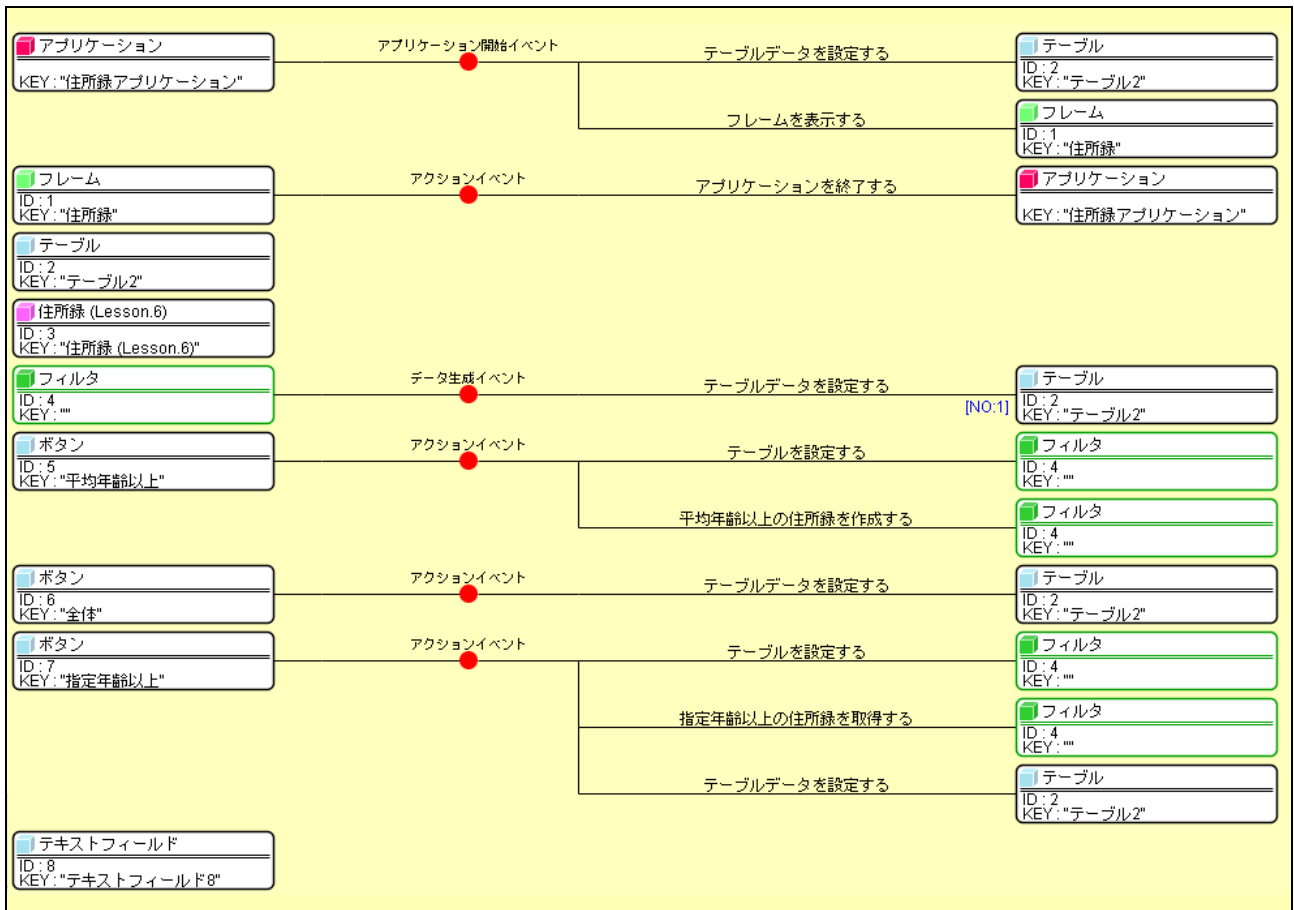 アプリケーション
KEY : "住所録アプリケーション"
アプリケーション開始イベント
テーブルデータを設定する
テーブル
ID : 2
KEY : "テーブル2"
フレームを表示する
フレーム
ID : 1
KEY : "住所録"
フレーム
ID : 1
KEY : "住所録"
アクションイベント
アプリケーションを終了する
アプリケーション
KEY : "住所録アプリケーション"
テーブル
ID : 2
KEY : "テーブル2"
住所録 (Lesson.6)
ID : 3
KEY : "住所録 (Lesson.6)"
フィルタ
ID : 4
KEY : ""
データ生成イベント
テーブルデータを設定する
[NO:1]
テーブル
ID : 2
KEY : "テーブル2"
ボタン
ID : 5
KEY : "平均年齢以上"
アクションイベント
テーブルを設定する
フィルタ
ID : 4
KEY : ""
平均年齢以上の住所録を作成する
フィルタ
ID : 4
KEY : ""
ボタン
ID : 6
KEY : "全体"
アクションイベント
テーブルデータを設定する
テーブル
ID : 2
KEY : "テーブル2"
ボタン
ID : 7
KEY : "指定年齢以上"
アクションイベント
テーブルを設定する
フィルタ
ID : 4
KEY : ""
指定年齢以上の住所録を取得する
フィルタ
ID : 4
KEY : ""
テーブルデータを設定する
テーブル
ID : 2
KEY : "テーブル2"
テキストフィールド
ID : 8
KEY : "テキストフィールド8"